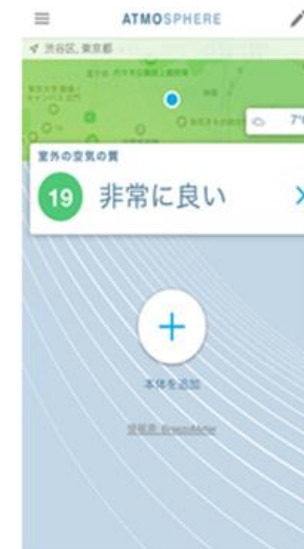 ATMOSPHERE
渋谷区, 東京都
7°
室外の空気の質
19 非常に良い
本体を追加